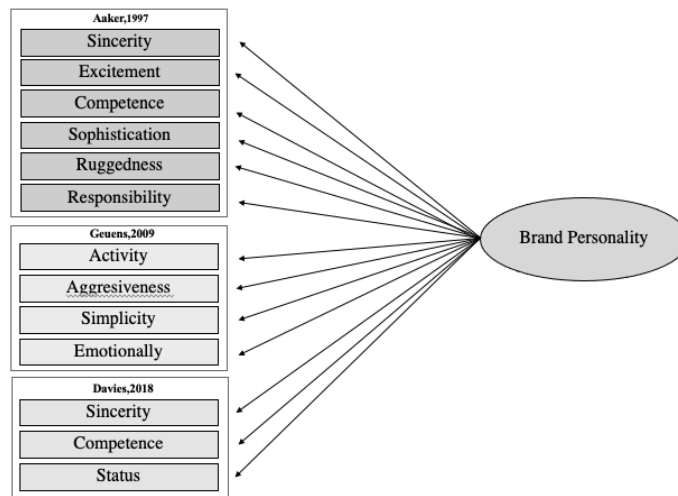 Aaker,1997
Sincerity
Excitement
Competence
Sophistication
Ruggedness
Responsibility
Geuens,2009
Activity
Aggresiveness
Simplicity
Emotionally
Davies,2018
Sincerity
Competence
Status
Brand Personality